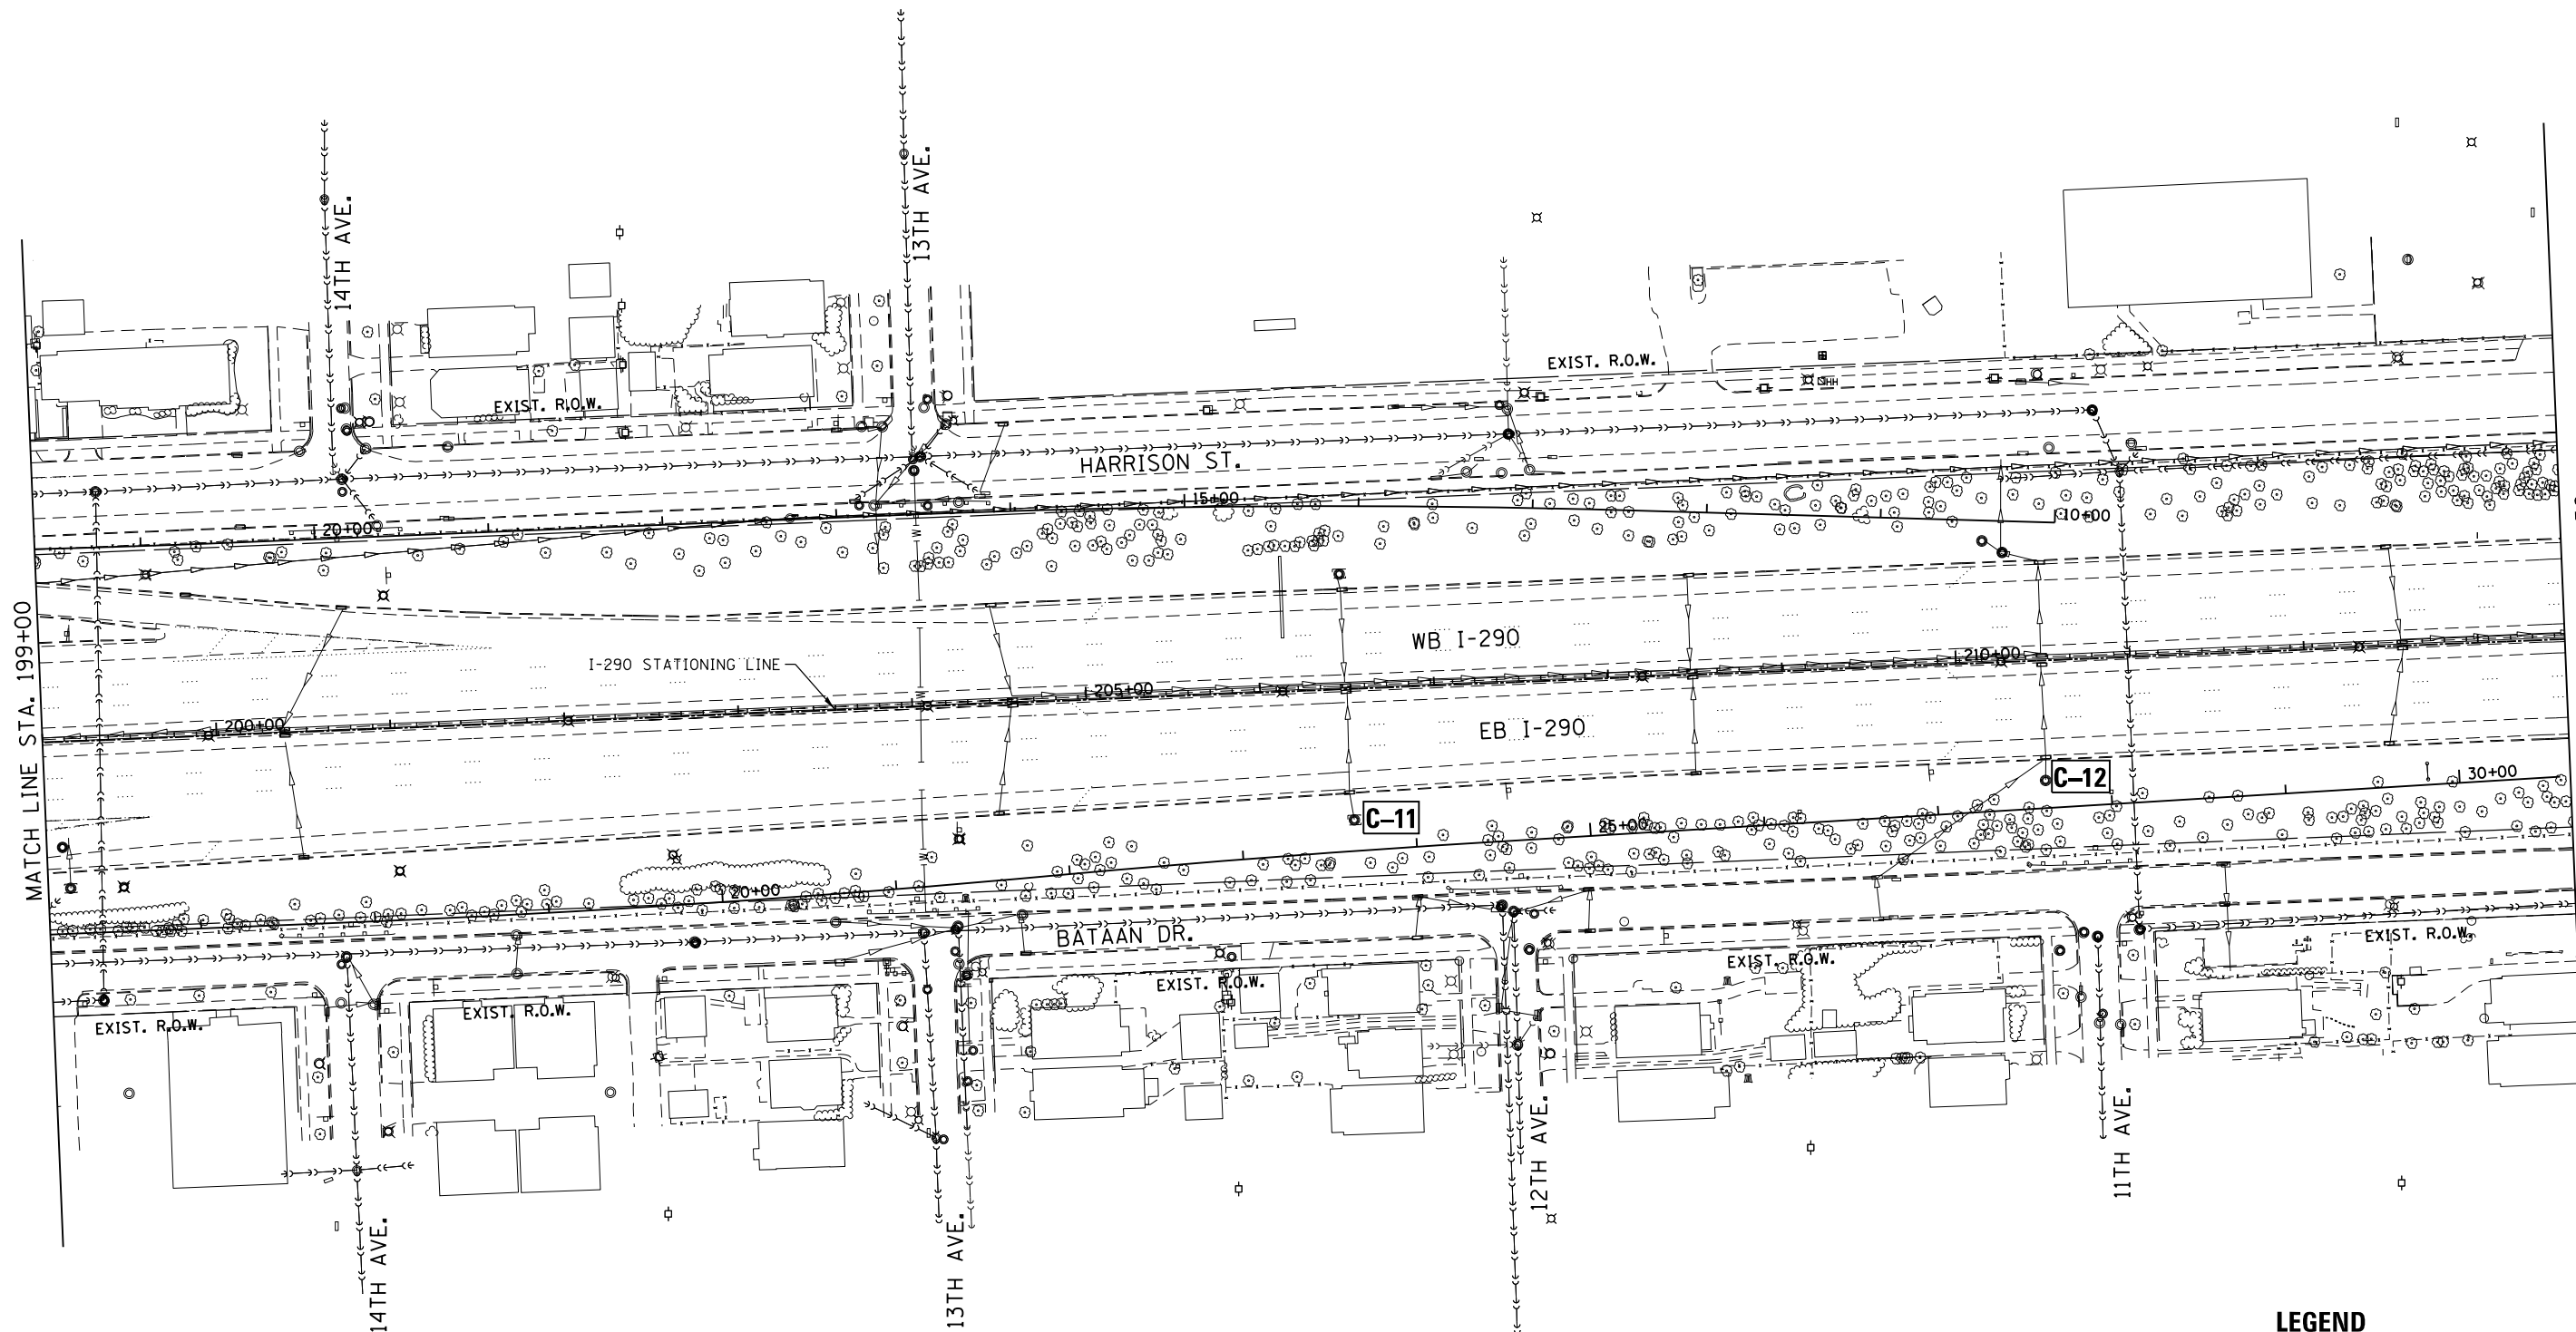 14TH AVE.
13TH AVE.
EXIST. R.O.W.
EXIST. R.O.W.
HARRISON ST.
20+00
15+00
10+00
MATCH LINE STA. 199+00
WB I-290
I-290 STATIONING LINE
200+00
205+00
210+00
EB I-290
C-12
30+00
C-11
25+00
20+00
BATAAN DR.
EXIST. R.O.W.
EXIST. R.O.W.
EXIST. R.O.W.
EXIST. R.O.W.
EXIST. R.O.W.
14TH AVE.
13TH AVE.
12TH AVE.
11TH AVE.
LEGEND